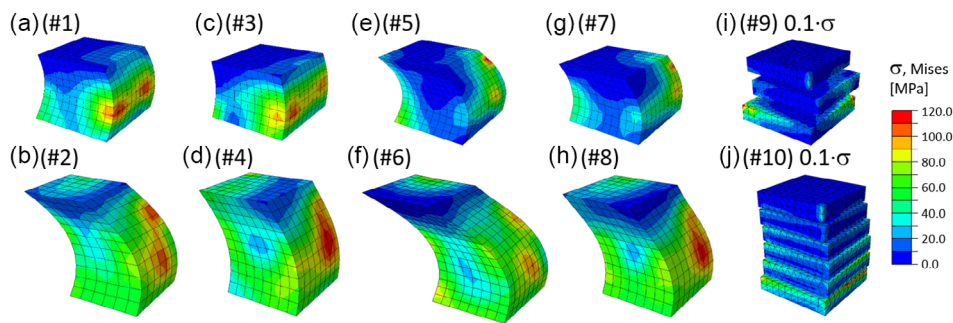 (a)(#1)
(c)(#3)
(e)(#5)
(g)(#7)
(i)(#9) 0.1·σ
σ, Mises
[MPa]
120.0
100.0
80.0
60.0
40.0
20.0
0.0
(b)(#2)
(d)(#4)
(f)(#6)
(h)(#8)
(j)(#10) 0.1·σ